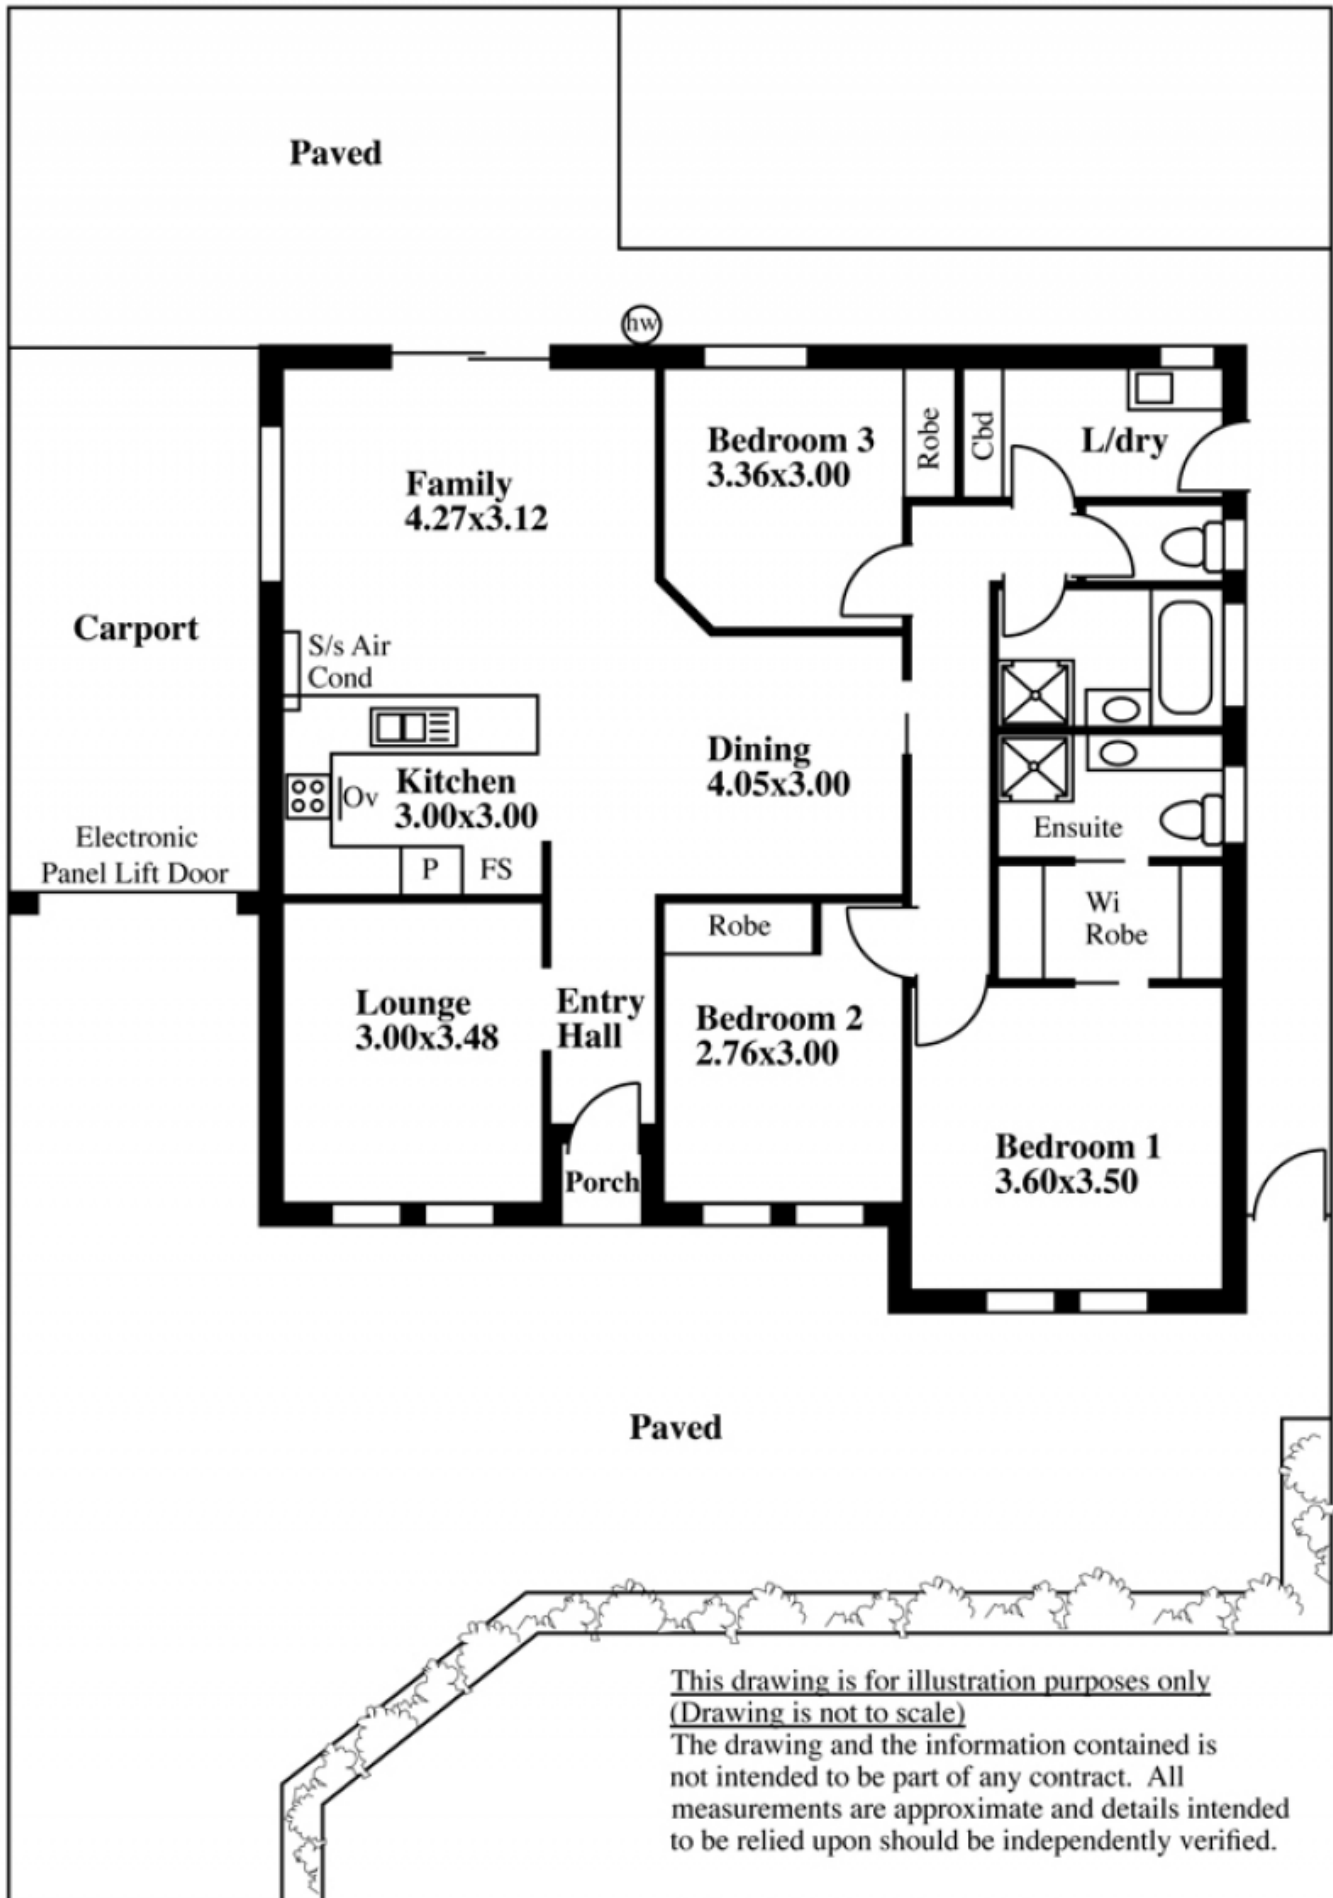 Paved
hw
Bedroom 3
3.36x3.00
Robe
Cbd
L/dry
Family
4.27x3.12
Carport
S/s Air
Cond
Kitchen
3.00x3.00
Ov
P
FS
Dining
4.05x3.00
Electronic
Panel Lift Door
Ensuite
Wi
Robe
Robe
Lounge
3.00x3.48
Entry
Hall
Bedroom 2
2.76x3.00
Porch
Bedroom 1
3.60x3.50
Paved
This drawing is for illustration purposes only
(Drawing is not to scale)
The drawing and the information contained is
not intended to be part of any contract. All
measurements are approximate and details intended
to be relied upon should be independently verified.